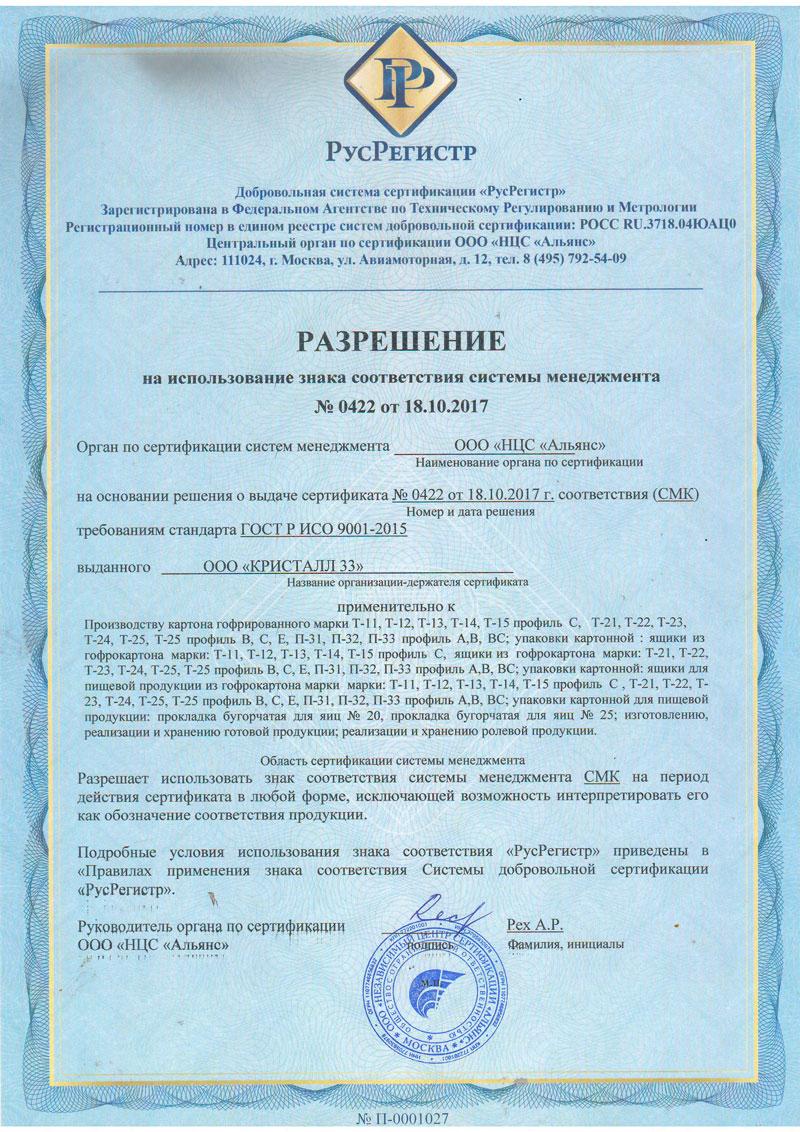 РР
РусРегистр
Добровольная система сертификации «РусРегистр»
Зарегистрирована в Федеральном Агентстве по Техническому Регулированию и Метрологии
Регистрационный номер в едином реестре систем добровольной сертификации: РОСС RU.3718.04ЮАЦ0
Центральный орган по сертификации ООО «НЦС «Альянс»
Адрес: 111024, г. Москва, ул. Авиамоторная, д. 12, тел. 8 (495) 792-54-09
РАЗРЕШЕНИЕ
на использование знака соответствия системы менеджмента
№ 0422 от 18.10.2017
Орган по сертификации систем менеджмента ООО «НЦС «Альянс»
Наименование органа по сертификации
на основании решения о выдаче сертификата № 0422 от 18.10.2017 г. соответствия (СМК)
Номер и дата решения
требованиям стандарта ГОСТ Р ИСО 9001-2015
выданного ООО «КРИСТАЛЛ 33»
Название организации-держателя сертификата
применительно к
Производству картона гофрированного марки Т-11, Т-12, Т-13, Т-14, Т-15 профиль С, Т-21, Т-22, Т-23,
Т-24, Т-25, Т-25 профиль В, С, Е, П-31, П-32, П-33 профиль А,В, ВС; упаковки картонной : ящики из
гофрокартона марки: Т-11, Т-12, Т-13, Т-14, Т-15 профиль С, ящики из гофрокартона марки: Т-21, Т-22,
Т-23, Т-24, Т-25, Т-25 профиль В, С, Е, П-31, П-32, П-33 профиль А,В, ВС; упаковки картонной: ящики для
пищевой продукции из гофрокартона марки марки: Т-11, Т-12, Т-13, Т-14, Т-15 профиль С , Т-21, Т-22, Т-
23, Т-24, Т-25, Т-25 профиль В, С, Е, П-31, П-32, П-33 профиль А,В, ВС; упаковки картонной для пищевой
продукции: прокладка бугорчатая для яиц № 20, прокладка бугорчатая для яиц № 25; изготовлению,
реализации и хранению готовой продукции; реализации и хранению ролевой продукции.
Область сертификации системы менеджмента
Разрешает использовать знак соответствия системы менеджмента СМК на период
действия сертификата в любой форме, исключающей возможность интерпретировать его
как обозначение соответствия продукции.
Подробные условия использования знака соответствия «РусРегистр» приведены в
«Правилах применения знака соответствия Системы добровольной сертификации
«РусРегистр».
Руководитель органа по сертификации Рех А.Р.
ООО «НЦС «Альянс» подпись Фамилия, инициалы
М.П.
ООО «НЕЗАВИСИМЫЙ ЦЕНТР СЕРТИФИКАЦИИ «АЛЬЯНС»
ОБЩЕСТВО С ОГРАНИЧЕННОЙ ОТВЕТСТВЕННОСТЬЮ
* МОСКВА *
№ П-0001027